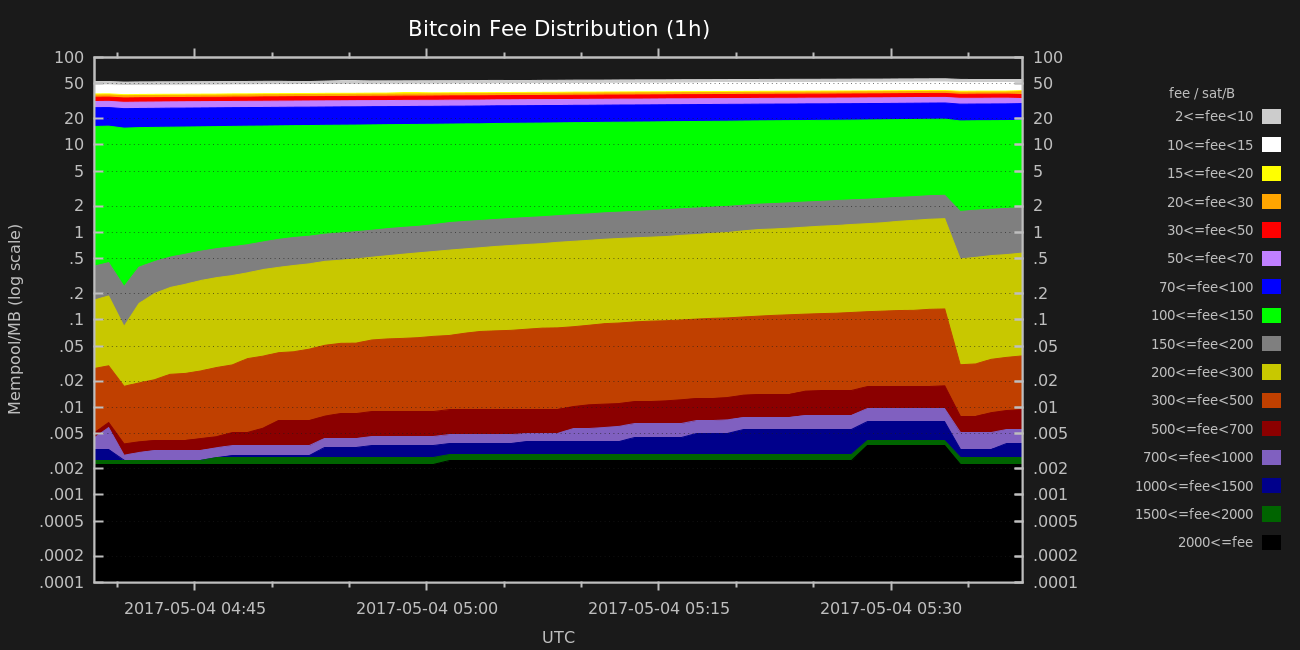 Bitcoin Fee Distribution (1h)
Mempool/MB (log scale)
100
50
20
10
5
2
1
.5
.2
.1
.05
.02
.01
.005
.002
.001
.0005
.0002
.0001
100
50
20
10
5
2
1
.5
.2
.1
.05
.02
.01
.005
.002
.001
.0005
.0002
.0001
2017-05-04 04:45
2017-05-04 05:00
2017-05-04 05:15
2017-05-04 05:30
UTC
fee / sat/B
2<=fee<10
10<=fee<15
15<=fee<20
20<=fee<30
30<=fee<50
50<=fee<70
70<=fee<100
100<=fee<150
150<=fee<200
200<=fee<300
300<=fee<500
500<=fee<700
700<=fee<1000
1000<=fee<1500
1500<=fee<2000
2000<=fee